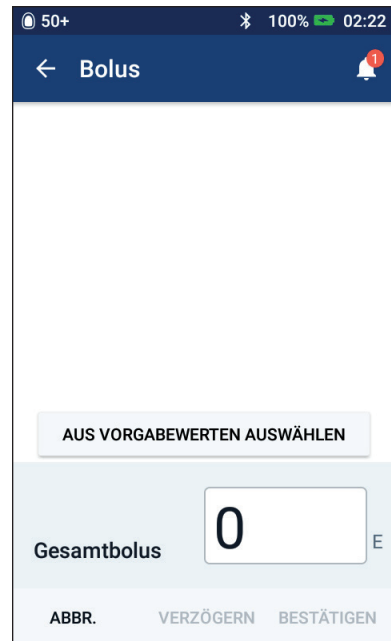 50+ 100% 02:22
← Bolus 1
AUS VORGABEWERTEN AUSWÄHLEN
Gesamtbolus 0 E
ABBR. VERZÖGERN BESTÄTIGEN